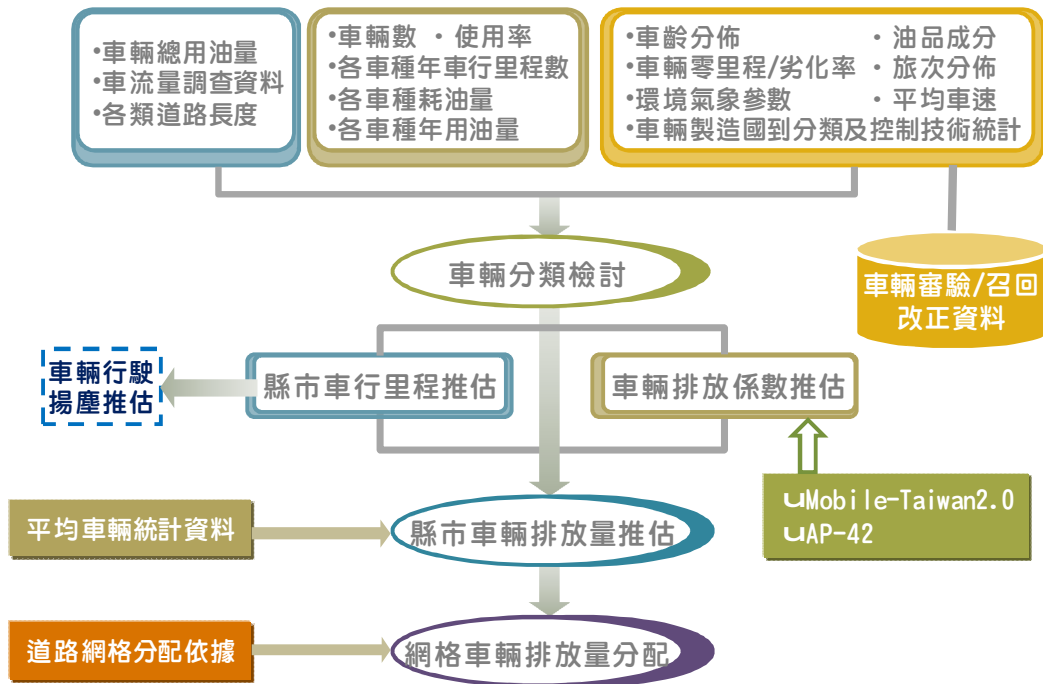 •車輛總用油量
•車流量調查資料
•各類道路長度
•車輛數 •使用率
•各車種年車行里程數
•各車種耗油量
•各車種年用油量
•車齡分佈 •油品成分
•車輛零里程/劣化率 •旅次分佈
•環境氣象參數 •平均車速
•車輛製造國到分類及控制技術統計
車輛分類檢討
車輛審驗/召回
改正資料
車輛行駛
揚塵推估
縣市車行里程推估
車輛排放係數推估
uMobile-Taiwan2.0
uAP-42
平均車輛統計資料
縣市車輛排放量推估
道路網格分配依據
網格車輛排放量分配